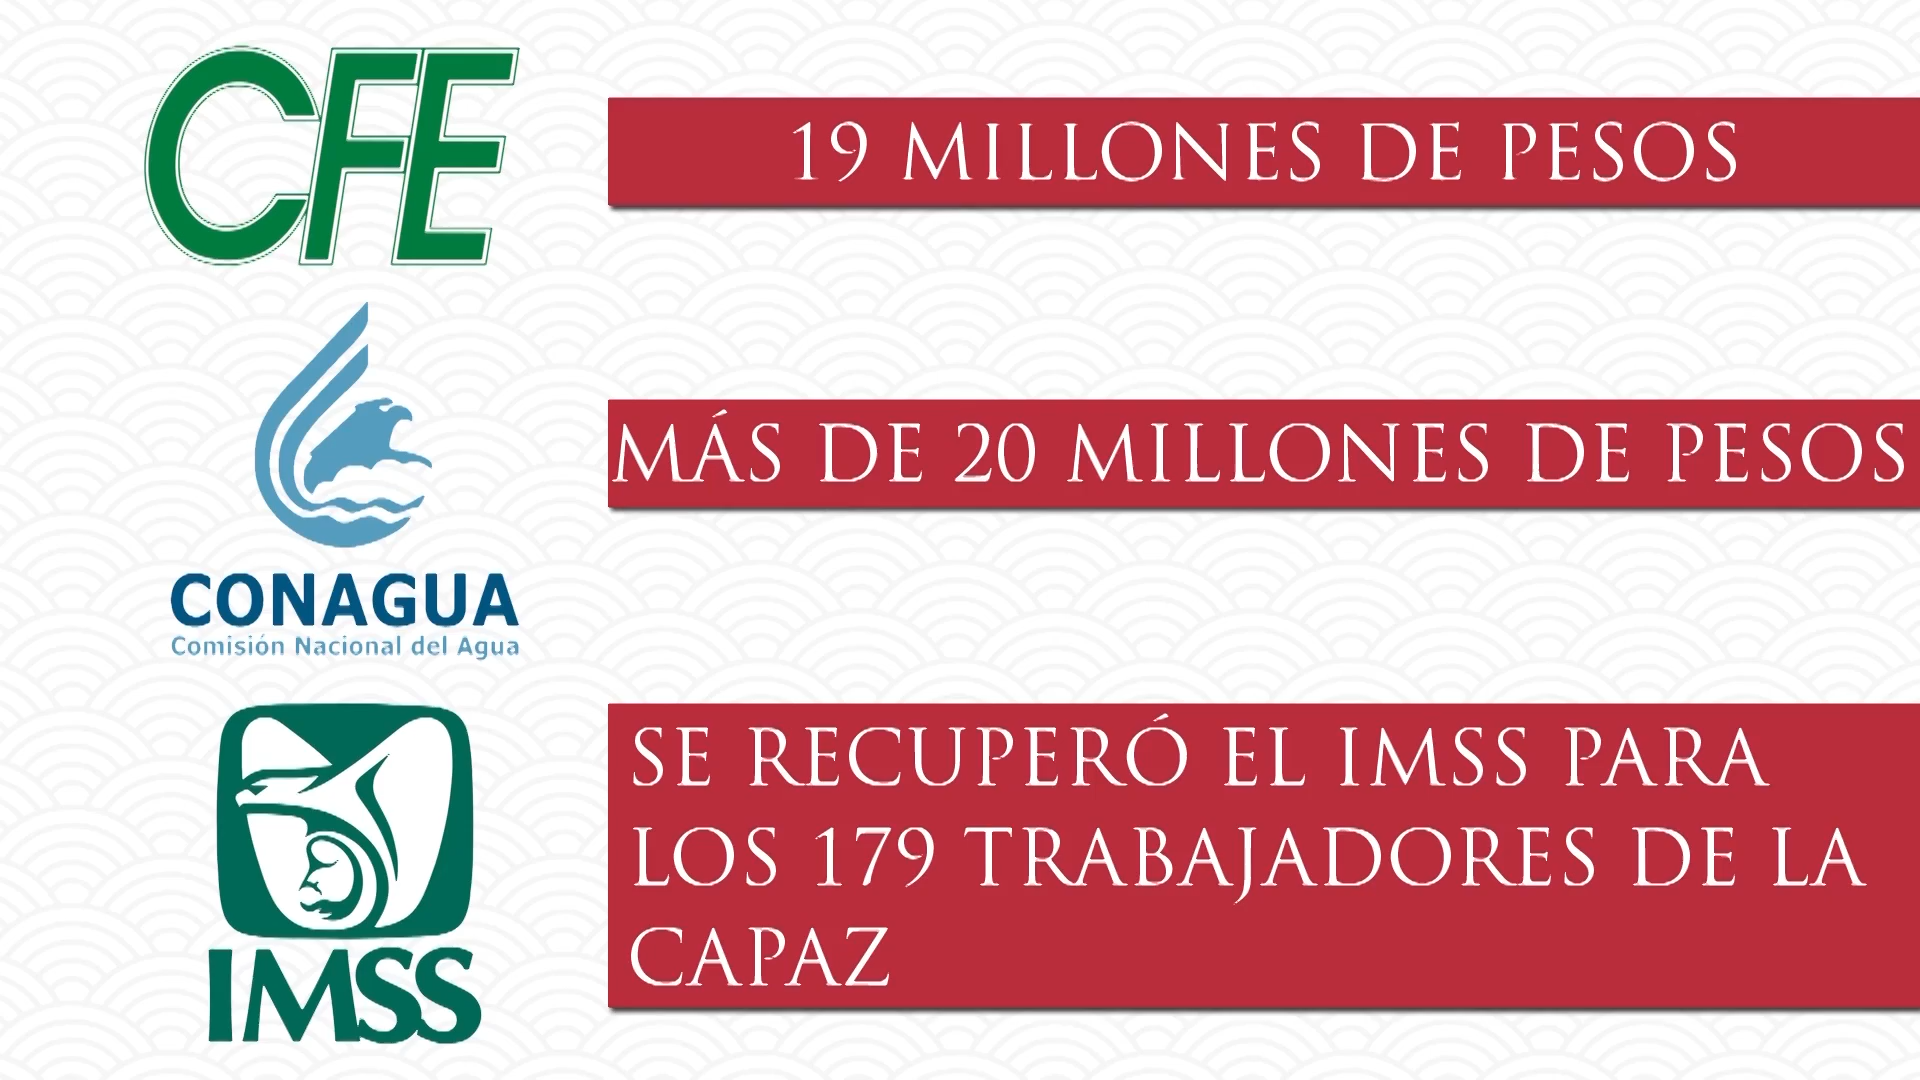 CFE
19 MILLONES DE PESOS
MÁS DE 20 MILLONES DE PESOS
CONAGUA
Comisión Nacional del Agua
SE RECUPERÓ EL IMSS PARA
LOS 179 TRABAJADORES DE LA
CAPAZ
IMSS